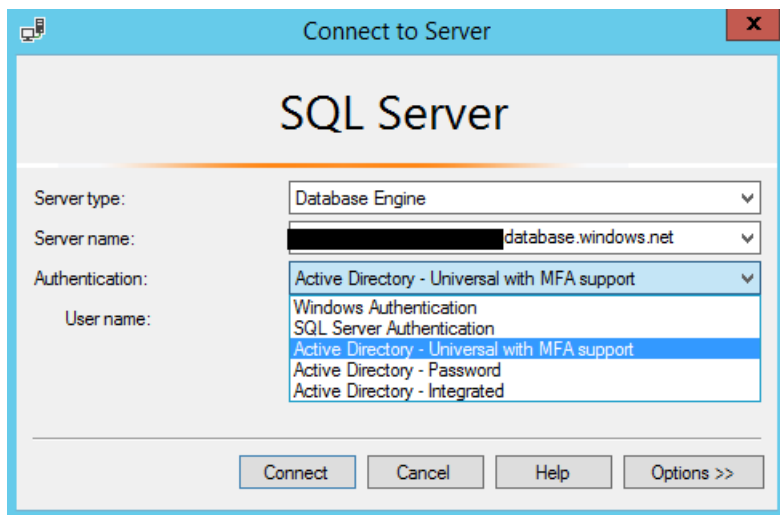 Connect to Server
X
SQL Server
Server type:
Database Engine
Server name:
database.windows.net
Authentication:
Active Directory - Universal with MFA support
User name:
Windows Authentication
SQL Server Authentication
Active Directory - Universal with MFA support
Active Directory - Password
Active Directory - Integrated
Connect
Cancel
Help
Options >>